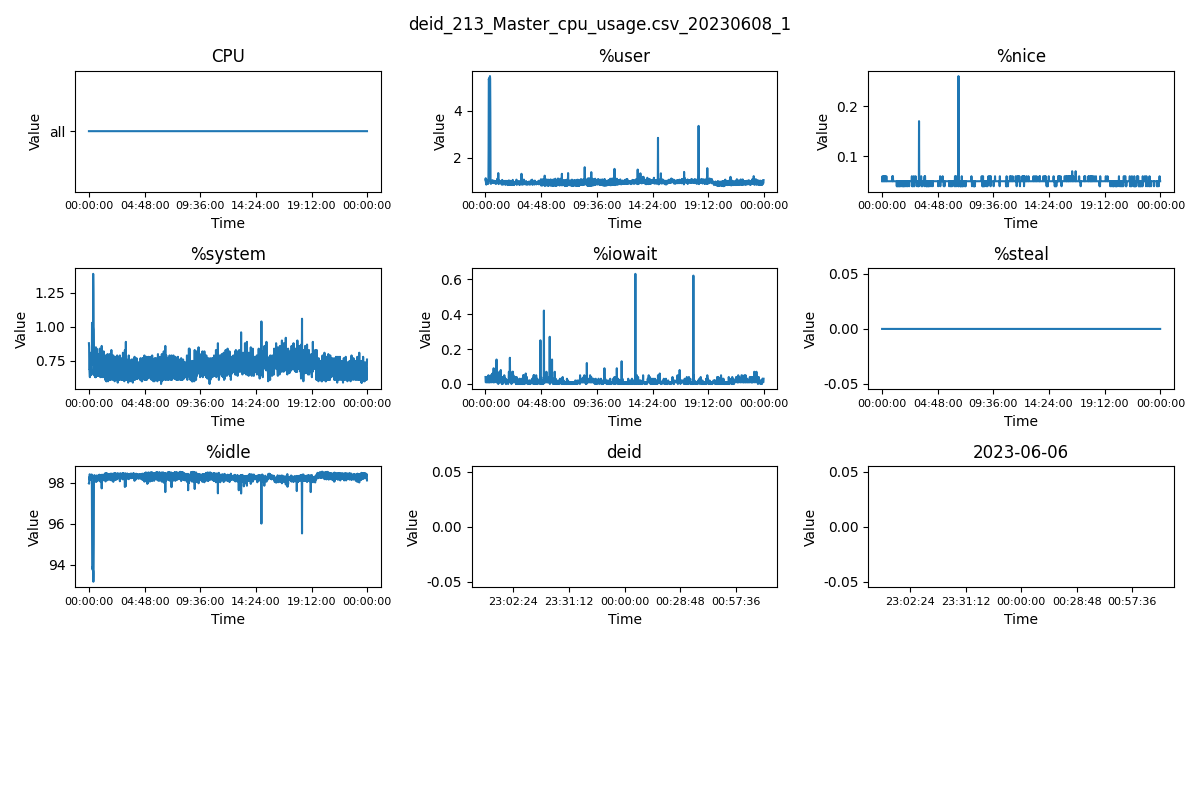 deid_213_Master_cpu_usage.csv_20230608_1
CPU
Value
all
00:00:00 04:48:00 09:36:00 14:24:00 19:12:00 00:00:00
Time
%user
Value
4
2
00:00:00 04:48:00 09:36:00 14:24:00 19:12:00 00:00:00
Time
%nice
Value
0.2
0.1
00:00:00 04:48:00 09:36:00 14:24:00 19:12:00 00:00:00
Time
%system
Value
1.25
1.00
0.75
00:00:00 04:48:00 09:36:00 14:24:00 19:12:00 00:00:00
Time
%iowait
Value
0.6
0.4
0.2
0.0
00:00:00 04:48:00 09:36:00 14:24:00 19:12:00 00:00:00
Time
%steal
Value
0.05
0.00
-0.05
00:00:00 04:48:00 09:36:00 14:24:00 19:12:00 00:00:00
Time
%idle
Value
98
96
94
00:00:00 04:48:00 09:36:00 14:24:00 19:12:00 00:00:00
Time
deid
Value
0.05
0.00
-0.05
23:02:24 23:31:12 00:00:00 00:28:48 00:57:36
Time
2023-06-06
Value
0.05
0.00
-0.05
23:02:24 23:31:12 00:00:00 00:28:48 00:57:36
Time